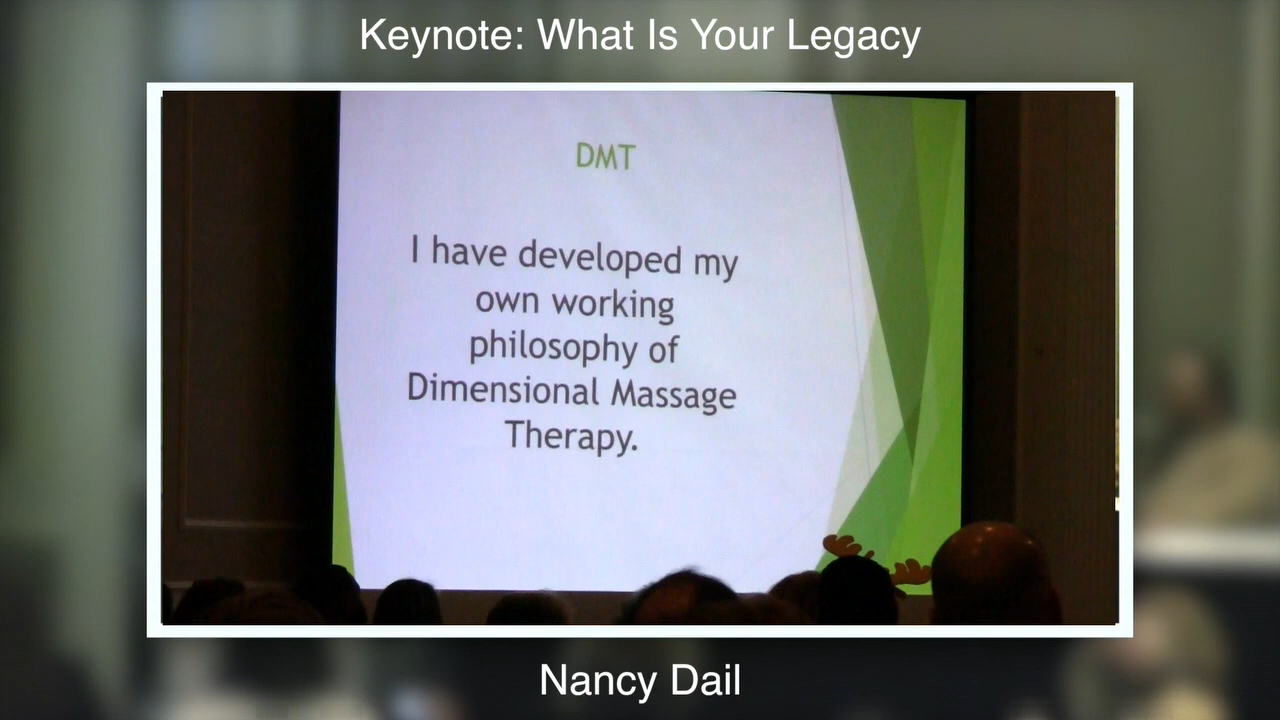 Keynote: What Is Your Legacy
DMT
I have developed my
own working
philosophy of
Dimensional Massage
Therapy.
Nancy Dail